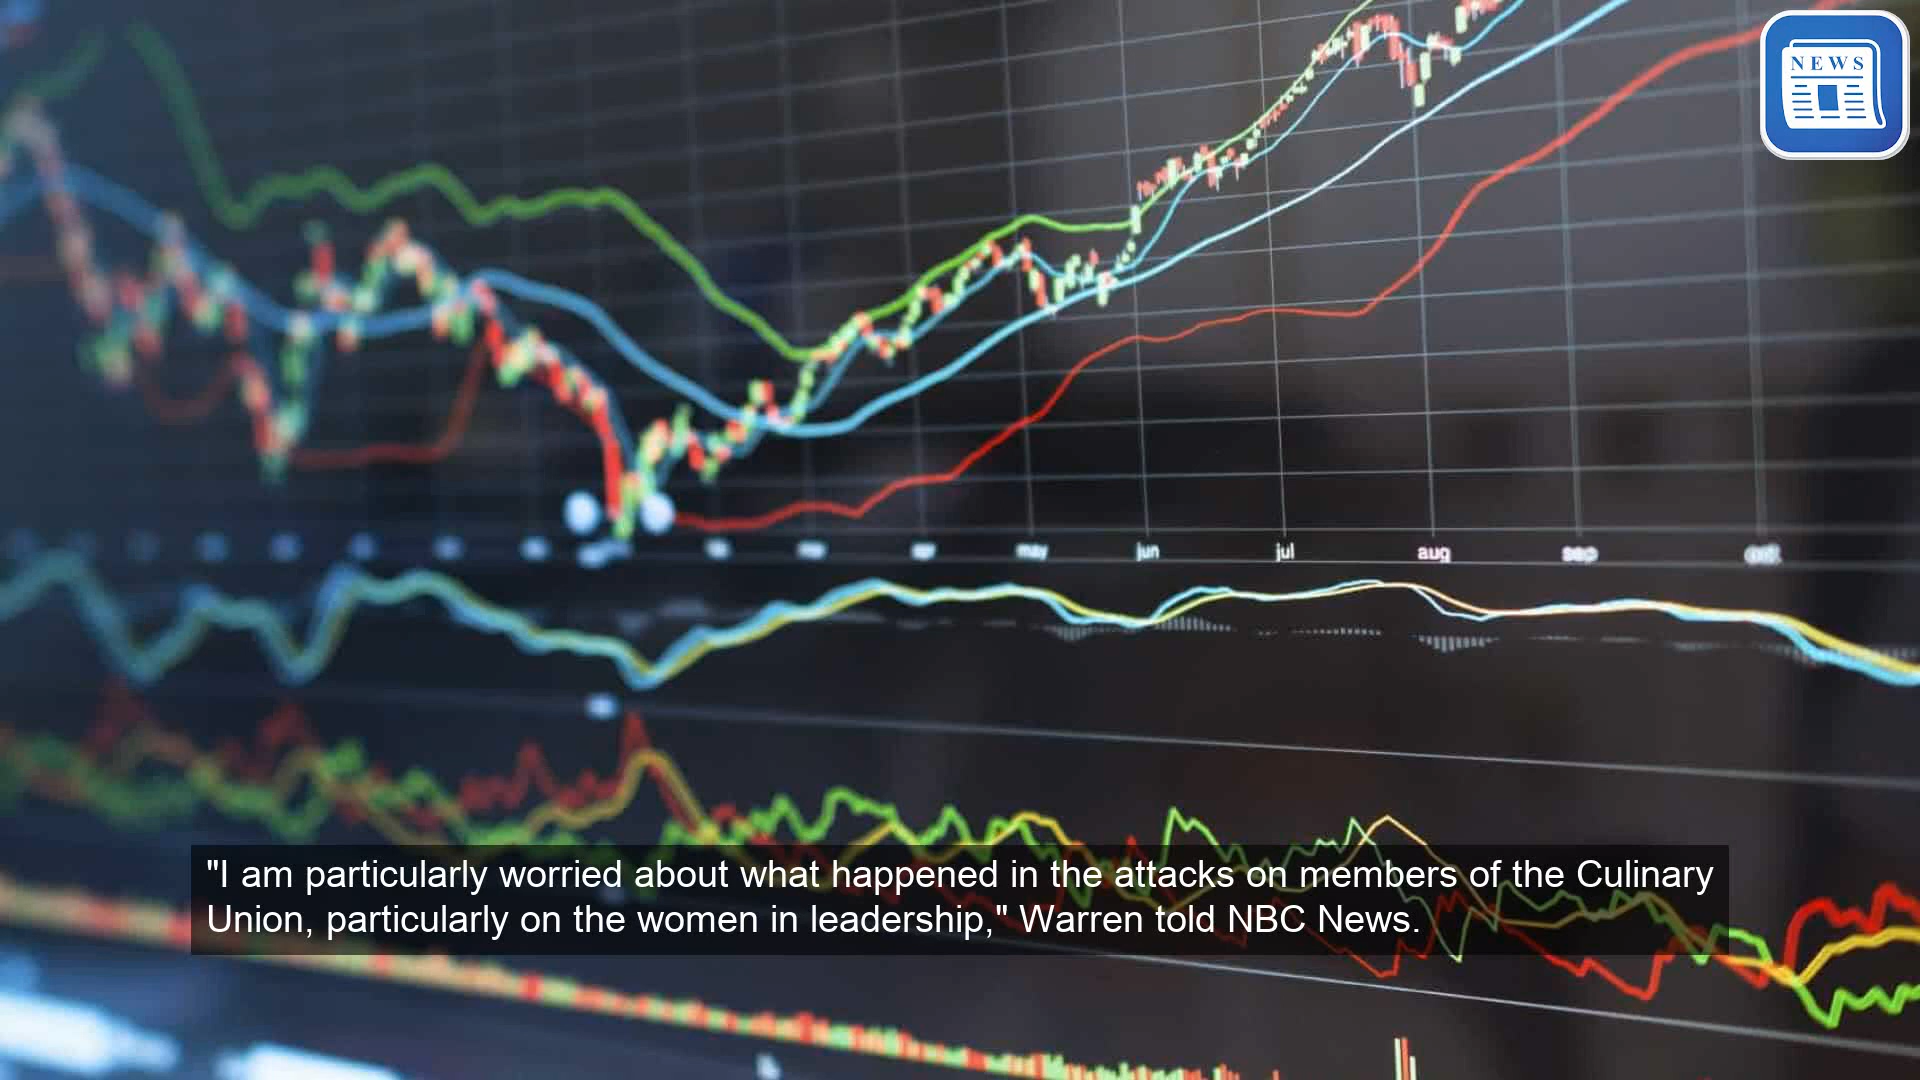 NEWS
may
jun
jul
aug
sep
"I am particularly worried about what happened in the attacks on members of the Culinary
Union, particularly on the women in leadership," Warren told NBC News.